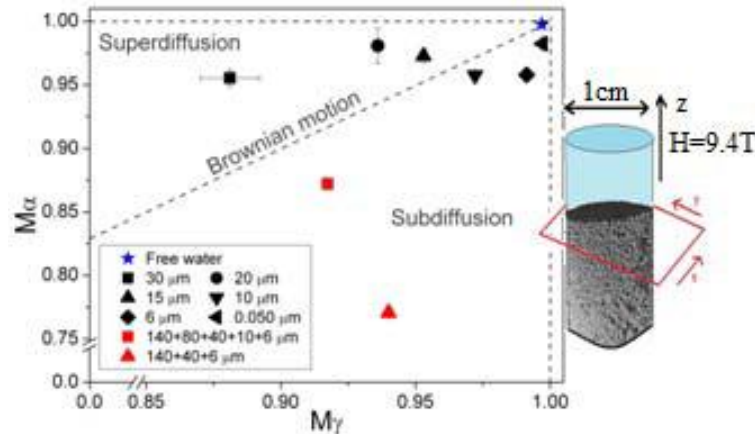 1.00
0.95
0.90
0.85
0.80
0.75
0.0
Mα
Superdiffusion
Brownian motion
Subdiffusion
Free water
30 μm
20 μm
15 μm
10 μm
6 μm
0.050 μm
140+80+40+10+6 μm
140+40+6 μm
0.0
0.85
0.90
0.95
1.00
Mγ
1cm
z
H=9.4T